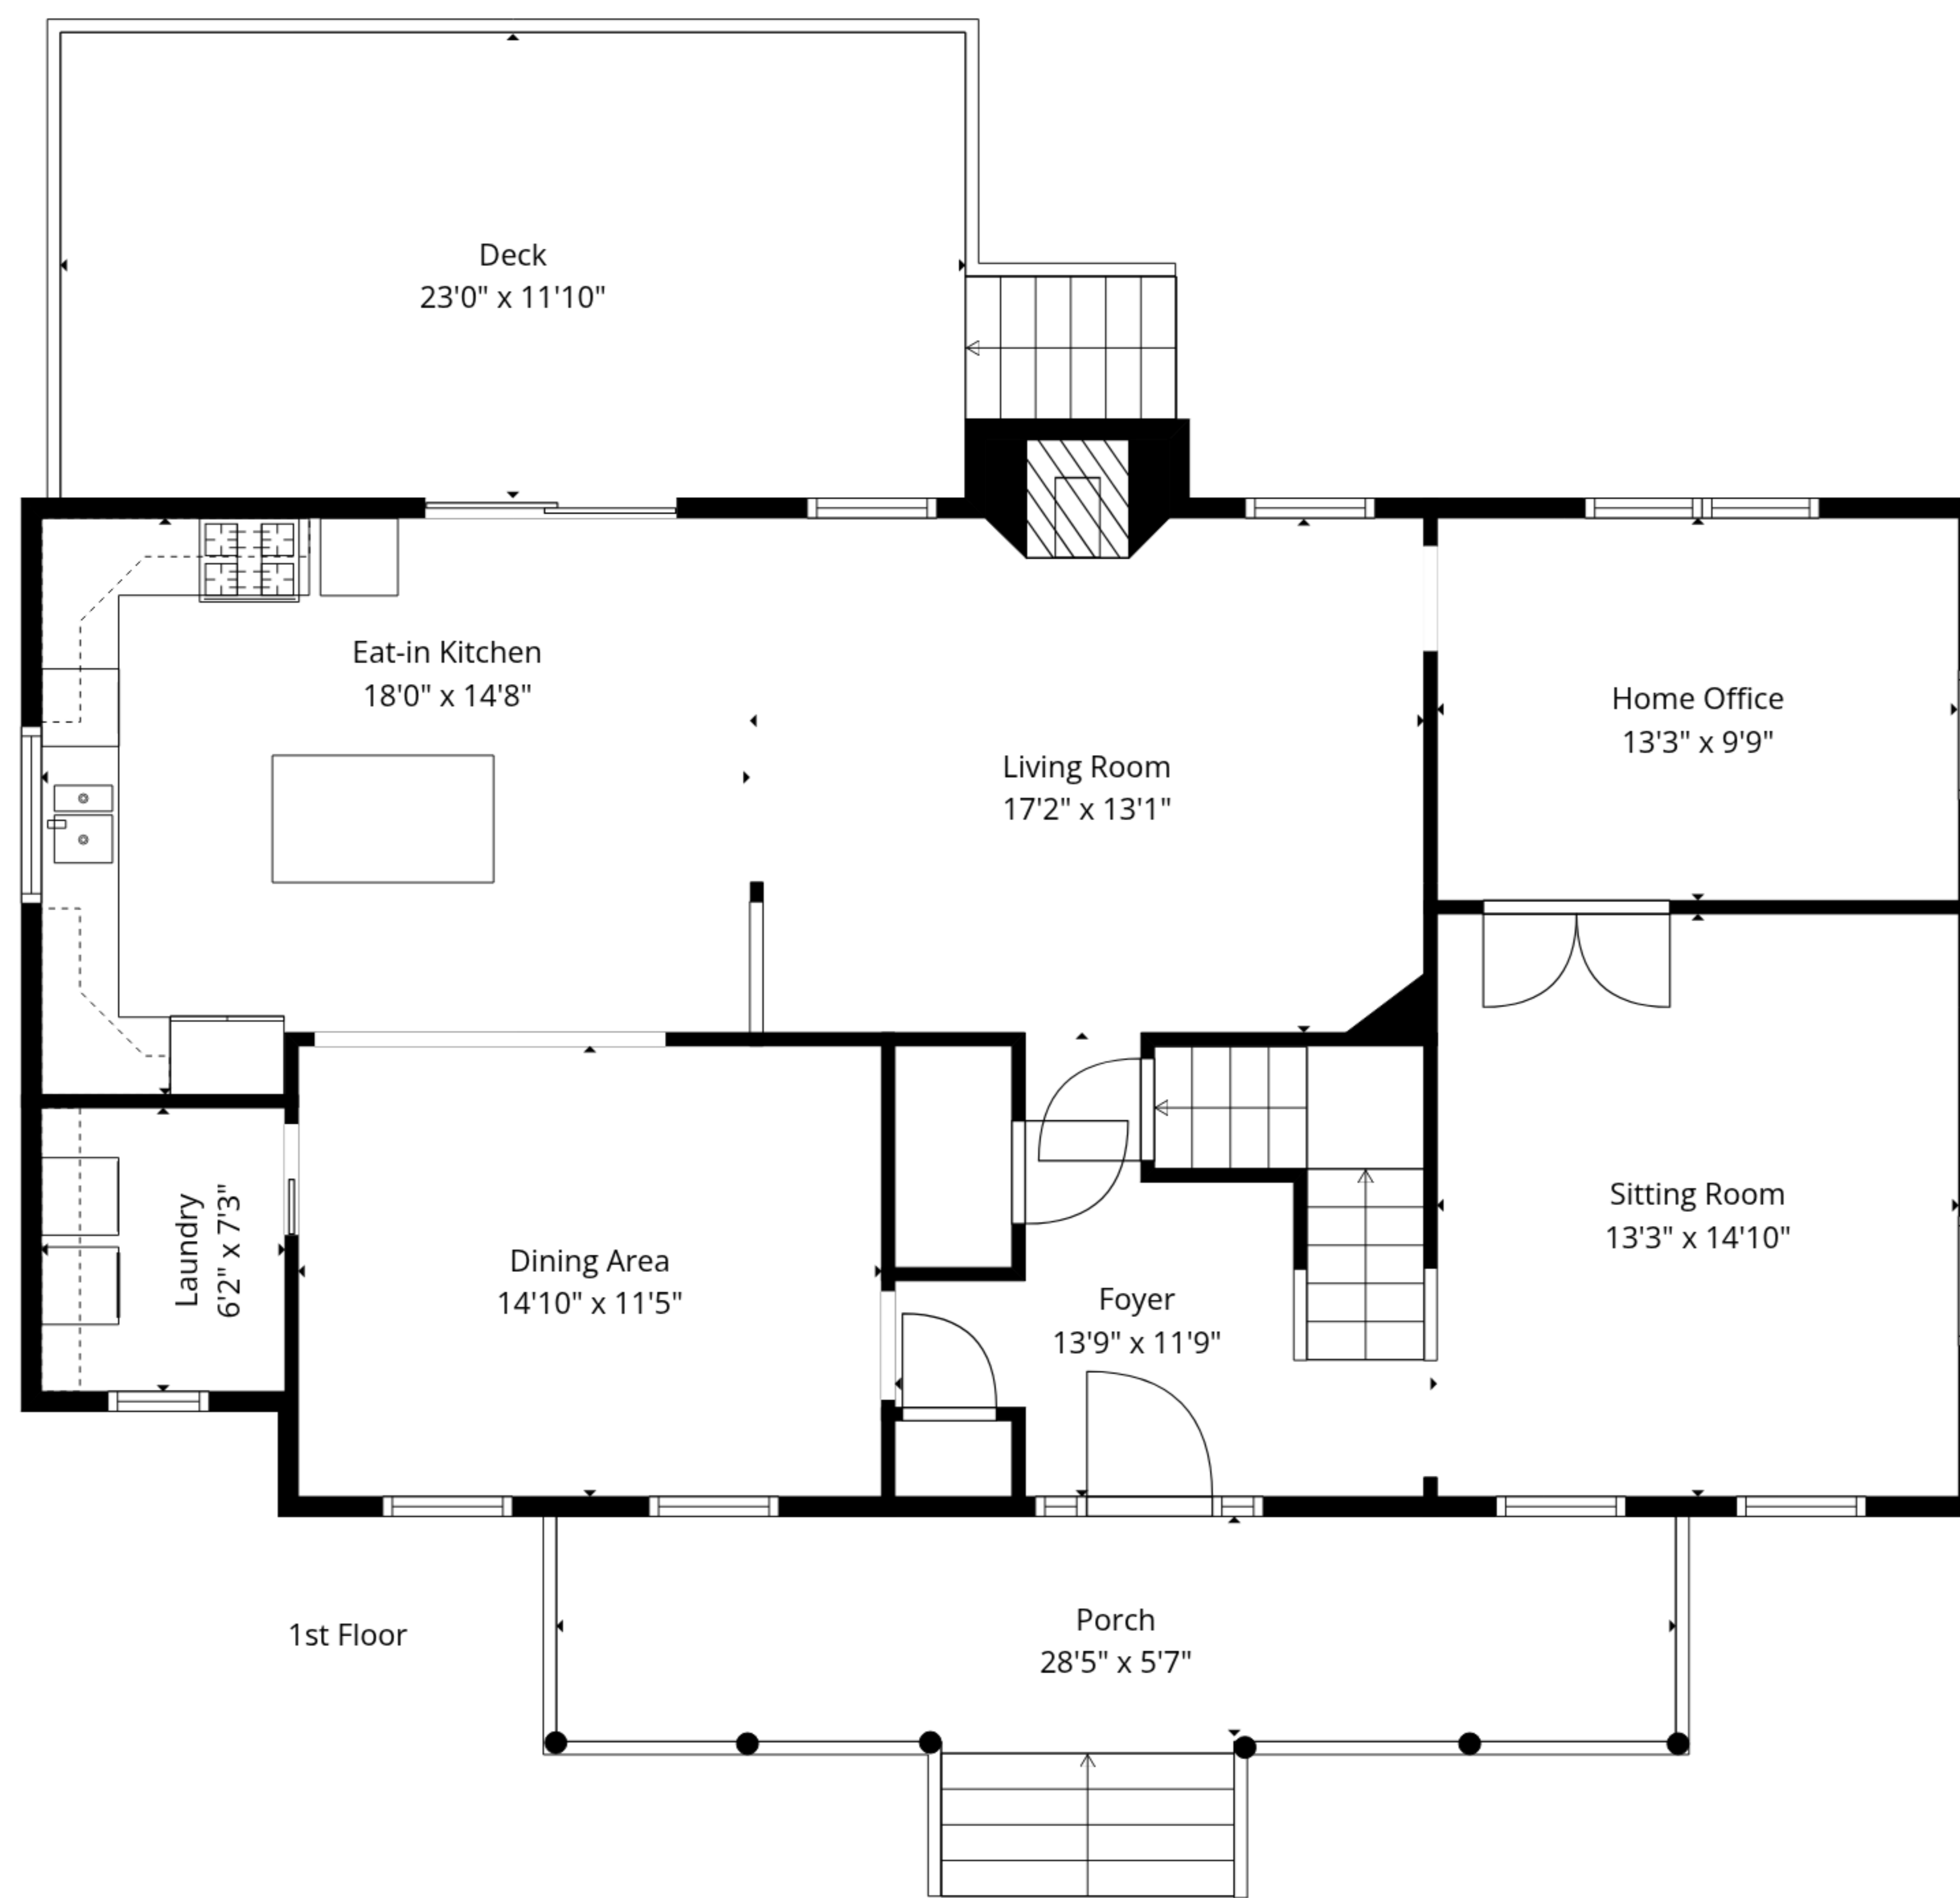 Deck
23'0" x 11'10"
Eat-in Kitchen
18'0" x 14'8"
Living Room
17'2" x 13'1"
Home Office
13'3" x 9'9"
Laundry
6'2" x 7'3"
Dining Area
14'10" x 11'5"
Foyer
13'9" x 11'9"
Sitting Room
13'3" x 14'10"
1st Floor
Porch
28'5" x 5'7"